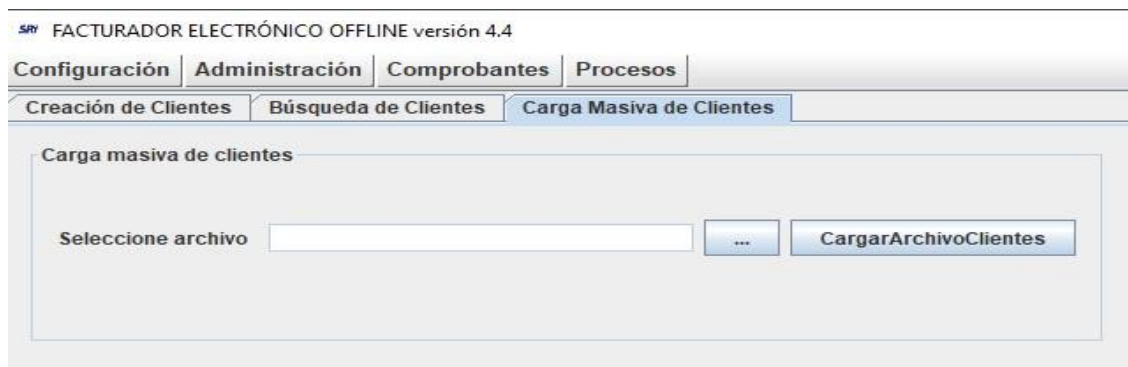 SRI FACTURADOR ELECTRÓNICO OFFLINE versión 4.4
Configuración Administración Comprobantes Procesos
Creación de Clientes Búsqueda de Clientes Carga Masiva de Clientes
Carga masiva de clientes
Seleccione archivo ... CargarArchivoClientes